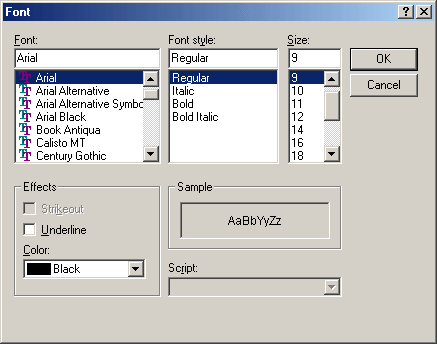 Font
Font:
Font style:
Size:
Arial
Regular
9
OK
Cancel
Arial
Arial Alternative
Arial Alternative Symbo
Arial Black
Book Antiqua
Calisto MT
Century Gothic
Regular
Italic
Bold
Bold Italic
9
10
11
12
14
16
18
Effects
Strikeout
Underline
Color:
Black
Sample
AaBbYyZz
Script: